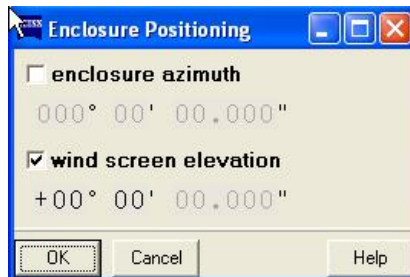 Enclosure Positioning
enclosure azimuth
000° 00' 00.000"
wind screen elevation
+00° 00' 00.000"
OK Cancel Help